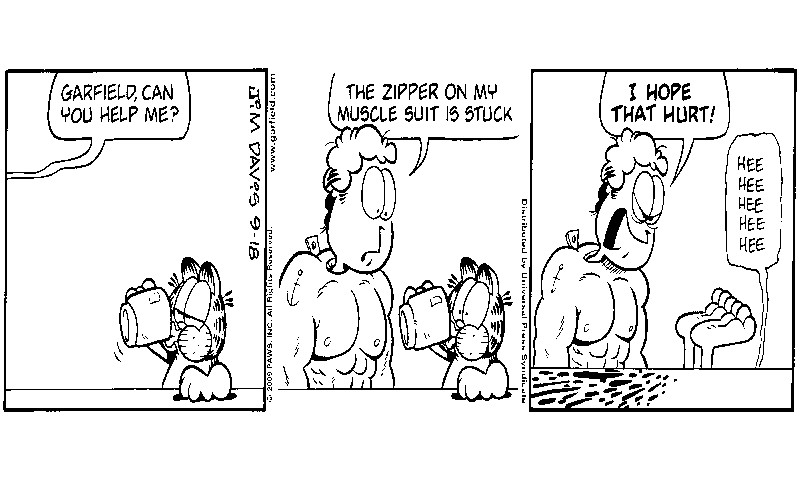 GARFIELD, CAN
YOU HELP ME?
JIM DAVIS 9-18
www.garfield.com
© 2009 PAWS, INC. All Rights Reserved.
THE ZIPPER ON MY
MUSCLE SUIT IS STUCK
Distributed by Universal Press Syndicate
I HOPE
THAT HURT!
HEE
HEE
HEE
HEE
HEE